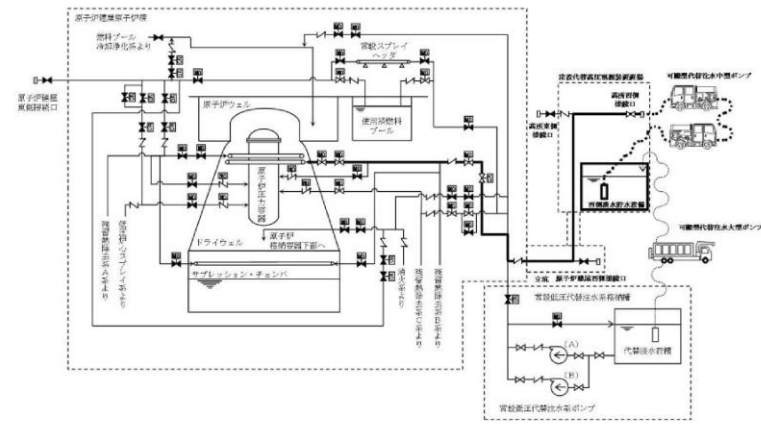 原子炉建屋原子炉棟
燃料プール
冷却浄化系より
常設スプレイ
ヘッダ
原子炉建屋
東側接続口
原子炉ウェル
使用済燃料
プール
原子炉圧力容器
ドライウェル
原子炉
格納容器下部へ
サプレッション・チェンバ
残留熱除去系A系より
低圧炉心スプレイ系より
消火系より
残留熱除去系C系より
残留熱除去系B系より
常設代替高圧電源装置置場
高所西側
接続口
高所東側
接続口
可搬型代替注水中型ポンプ
西側淡水貯水設備
可搬型代替注水大型ポンプ
原子炉建屋西側接続口
常設低圧代替注水系格納槽
代替淡水貯槽
(A)
(B)
常設低圧代替注水系ポンプ